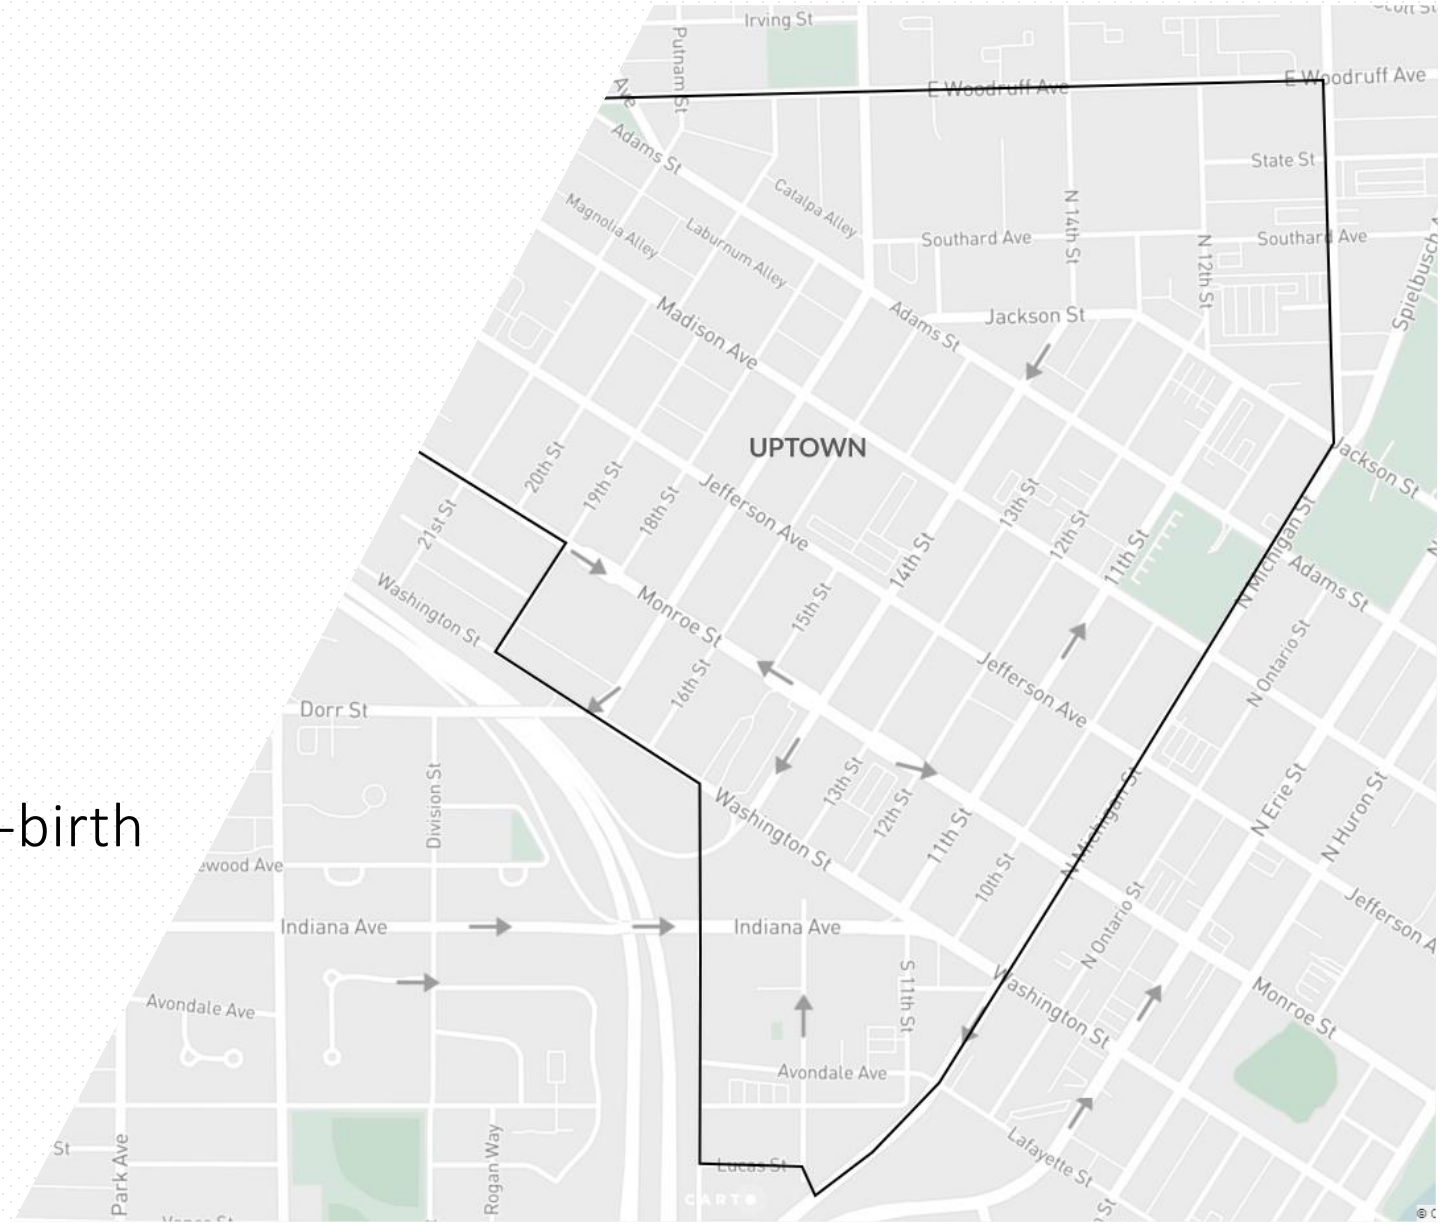 Irving St
Putnam St
Ave
E Woodruff Ave
E Woodruff Ave
Adams St
State St
Catalpa Alley
Magnolia Alley
Laburnum Alley
N 14th St
Southard Ave
N 12th St
Southard Ave
Madison Ave
Adams St
Jackson St
UPTOWN
Jackson St
20th St
19th St
18th St
21st St
Jefferson Ave
13th St
12th St
11th St
14th St
N Michigan St
Adams St
Washington St
Monroe St
15th St
16th St
Jefferson Ave
N Ontario St
Dorr St
Division St
13th St
12th St
11th St
10th St
Washington St
N Michigan St
N Erie St
N Huron St
-birth
ewood Ave
Indiana Ave
Indiana Ave
N Ontario St
Jefferson A
Avondale Ave
S 11th St
Washington St
Monroe St
Avondale Ave
St
Park Ave
Rogan Way
Lucas St
Lafayette St
CARTO
St
©